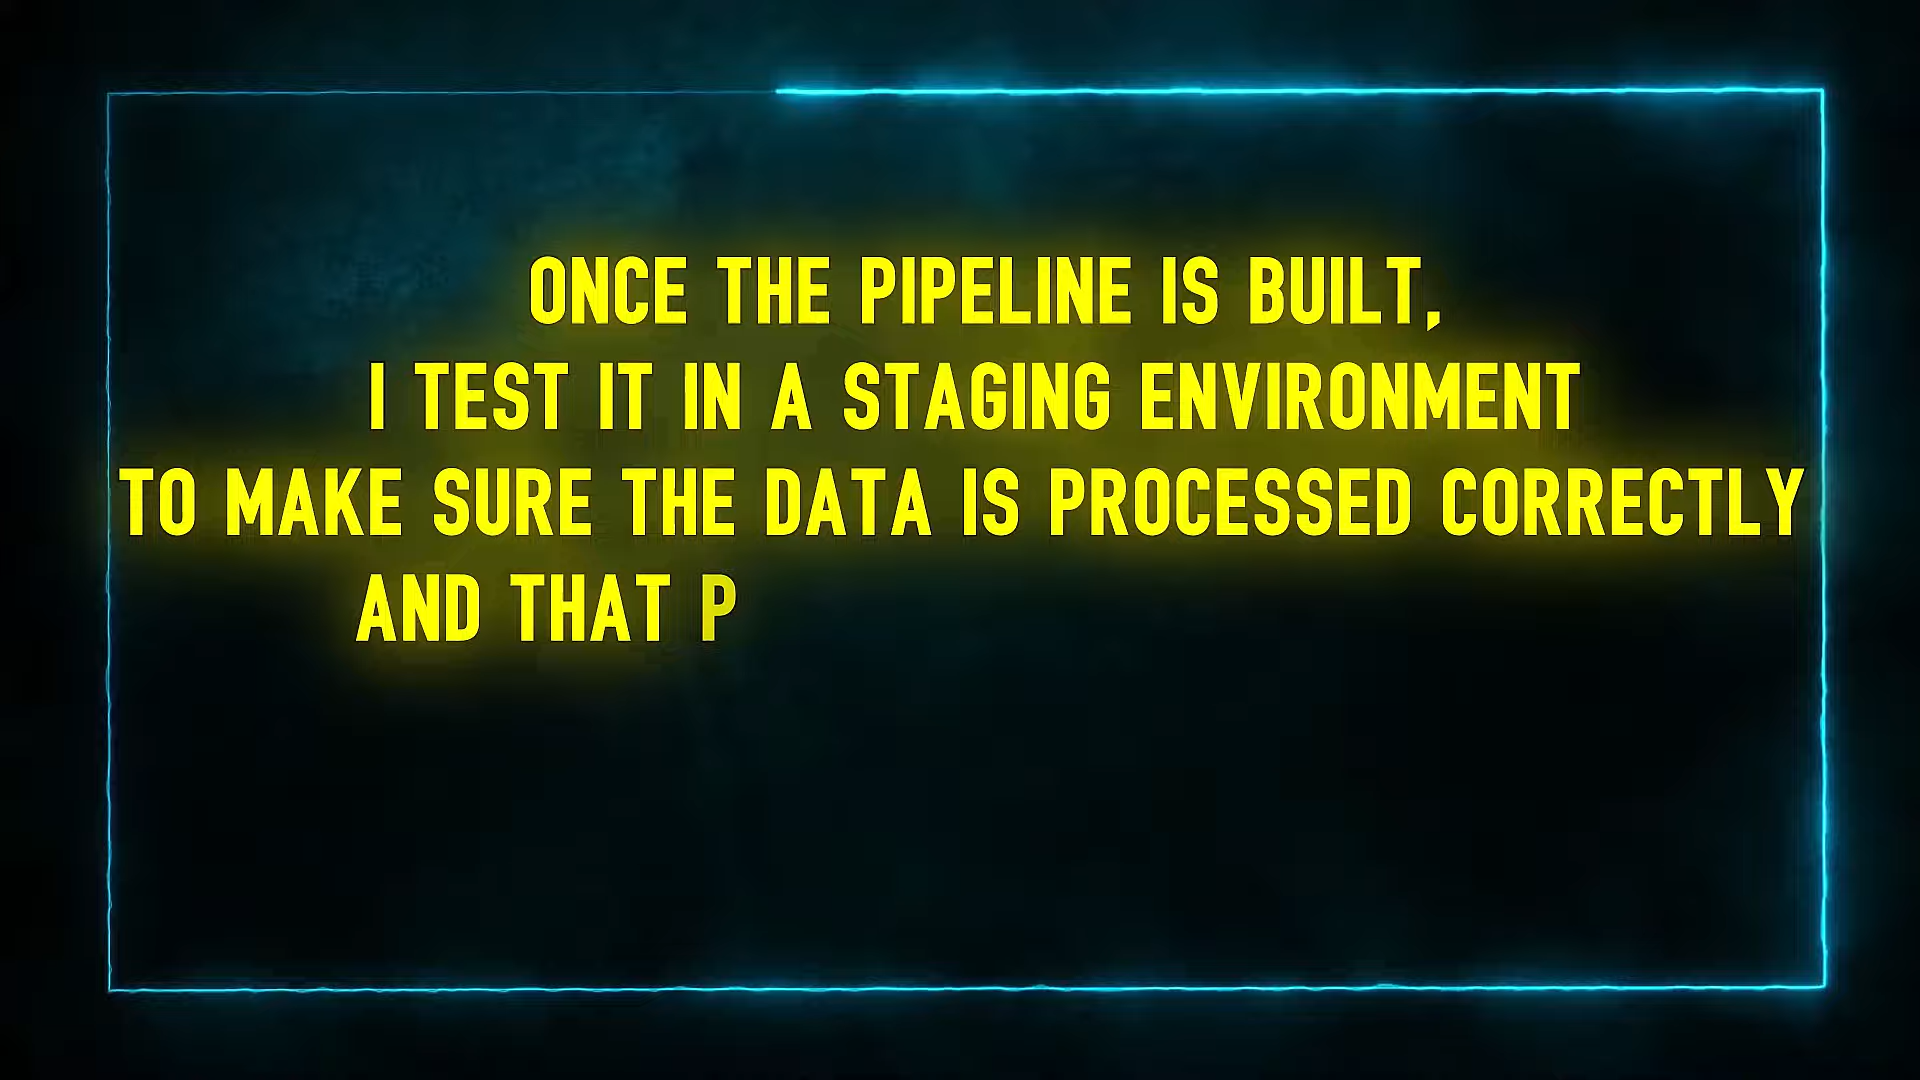 ONCE THE PIPELINE IS BUILT,
I TEST IT IN A STAGING ENVIRONMENT
TO MAKE SURE THE DATA IS PROCESSED CORRECTLY
AND THAT P